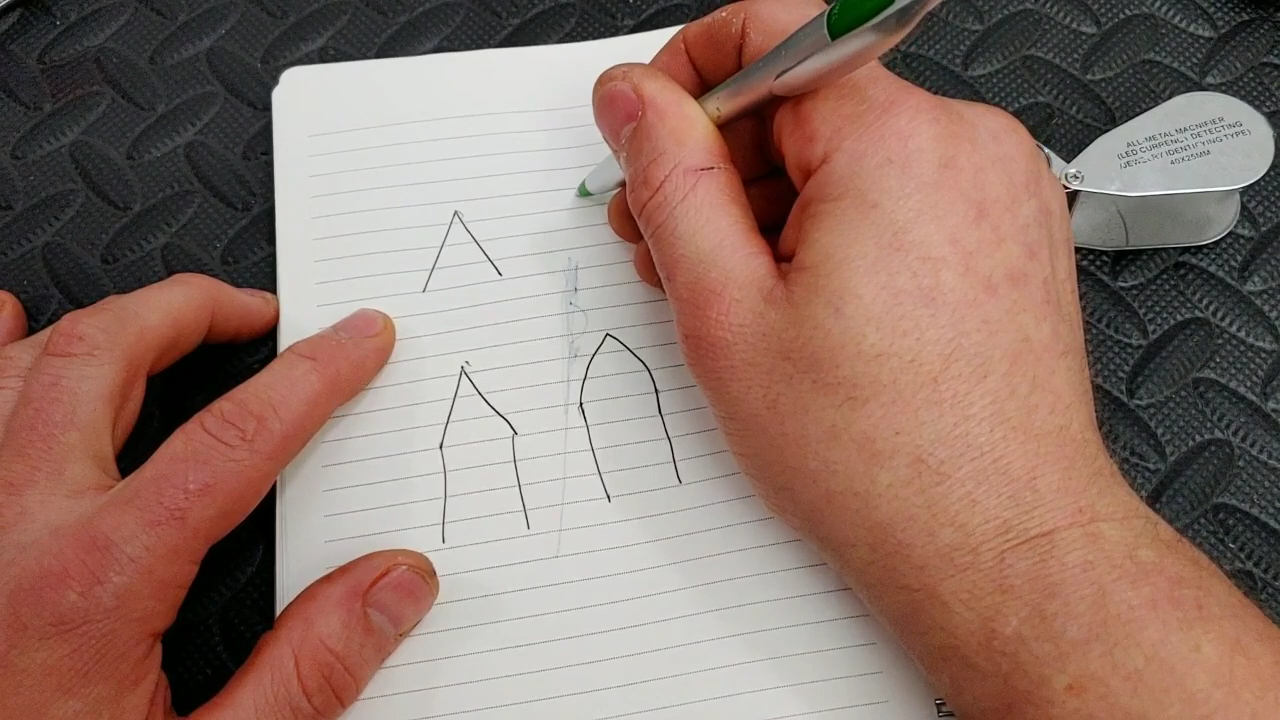 ALL-METAL MAGNIFIER
(LED CURRENCY DETECTING
/JEWELRY IDENTIFYING TYPE)
40X25MM